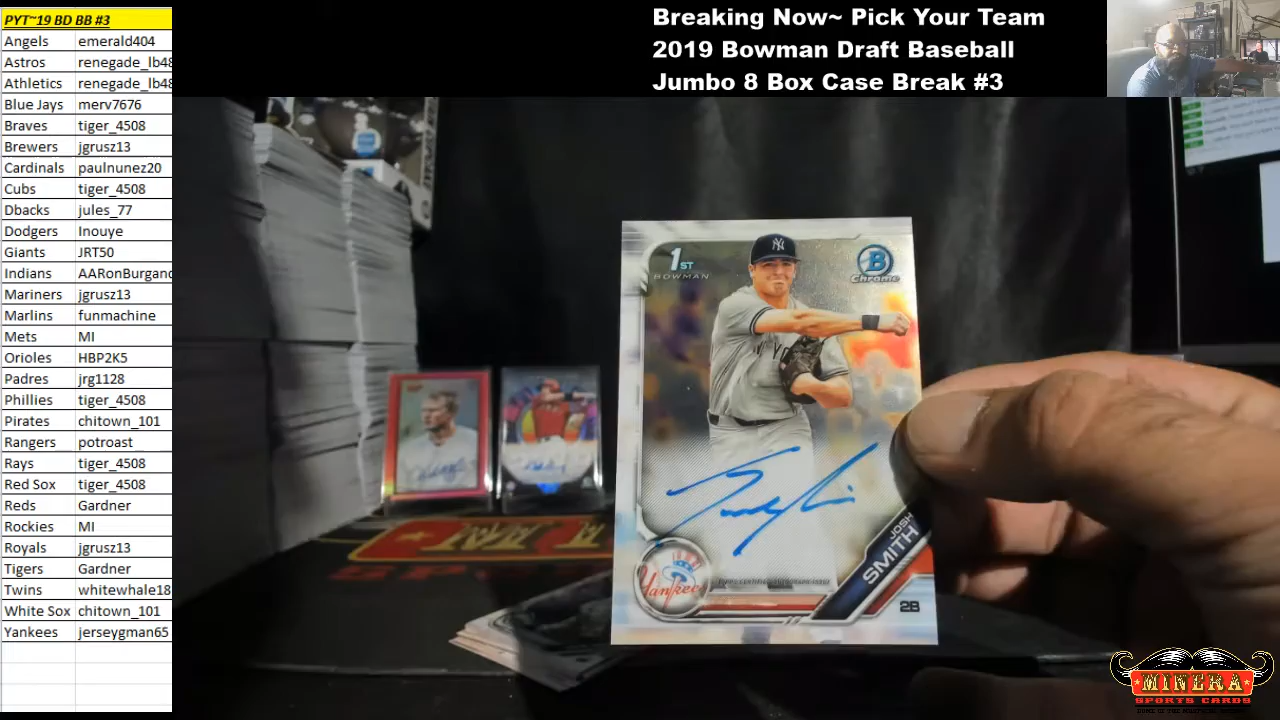 PYT~19 BD BB #3
Angels emerald404
Astros renegade_lb48
Athletics renegade_lb48
Blue Jays merv7676
Braves tiger_4508
Brewers jgrusz13
Cardinals paulnunez20
Cubs tiger_4508
Dbacks jules_77
Dodgers Inouye
Giants JRT50
Indians AARonBurgand
Mariners jgrusz13
Marlins funmachine
Mets MI
Orioles HBP2K5
Padres jrg1128
Phillies tiger_4508
Pirates chitown_101
Rangers potroast
Rays tiger_4508
Red Sox tiger_4508
Reds Gardner
Rockies MI
Royals jgrusz13
Tigers Gardner
Twins whitewhale18
White Sox chitown_101
Yankees jerseygman65
Breaking Now~ Pick Your Team
2019 Bowman Draft Baseball
Jumbo 8 Box Case Break #3
1ST
BOWMAN
B
Chrome
NY
JOSH
SMITH
Yankees
2B
MINERA
SPORTS CARDS